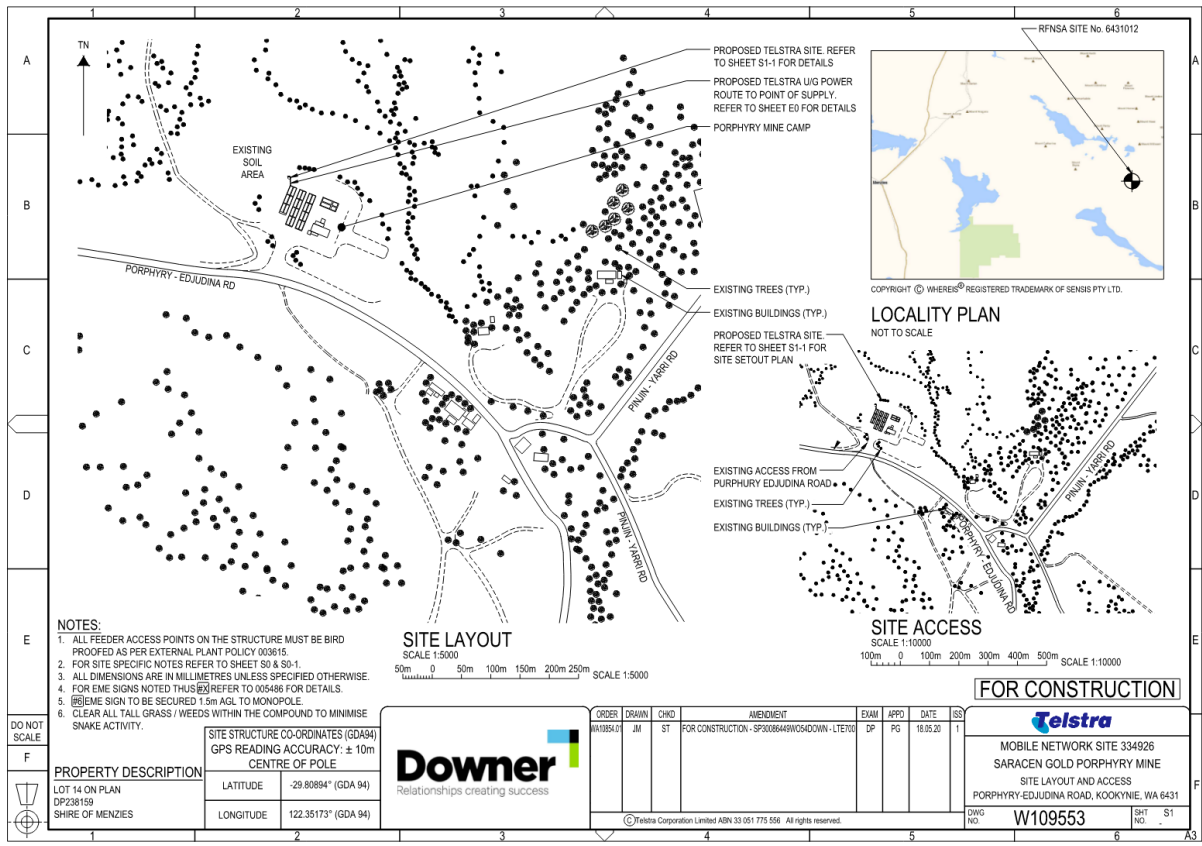 1 2 3 4 5 6
A
B
C
D
E
F
DO NOT
SCALE
TN
EXISTING
SOIL
AREA
PORPHYRY - EDJUDINA RD
PINJIN - YARRI RD
PINJIN - YARRI RD
PROPOSED TELSTRA SITE. REFER
TO SHEET S1-1 FOR DETAILS
PROPOSED TELSTRA U/G POWER
ROUTE TO POINT OF SUPPLY.
REFER TO SHEET E0 FOR DETAILS
PORPHYRY MINE CAMP
EXISTING TREES (TYP.)
EXISTING BUILDINGS (TYP.)
RFNSA SITE No. 6431012
Menzies
COPYRIGHT © WHEREIS® REGISTERED TRADEMARK OF SENSIS PTY LTD.
LOCALITY PLAN
NOT TO SCALE
PROPOSED TELSTRA SITE.
REFER TO SHEET S1-1 FOR
SITE SETOUT PLAN
EXISTING ACCESS FROM
PURPHURY EDJUDINA ROAD
EXISTING TREES (TYP.)
EXISTING BUILDINGS (TYP.)
PINJIN - YARRI RD
PORPHYRY - EDJUDINA RD
SITE LAYOUT
SCALE 1:5000
50m 0 50m 100m 150m 200m 250m SCALE 1:5000
SITE ACCESS
SCALE 1:10000
100m 0 100m 200m 300m 400m 500m SCALE 1:10000
NOTES:
1. ALL FEEDER ACCESS POINTS ON THE STRUCTURE MUST BE BIRD
PROOFED AS PER EXTERNAL PLANT POLICY 003615.
2. FOR SITE SPECIFIC NOTES REFER TO SHEET S0 & S0-1.
3. ALL DIMENSIONS ARE IN MILLIMETRES UNLESS SPECIFIED OTHERWISE.
4. FOR EME SIGNS NOTED THUS #X REFER TO 005486 FOR DETAILS.
5. #6 EME SIGN TO BE SECURED 1.5m AGL TO MONOPOLE.
6. CLEAR ALL TALL GRASS / WEEDS WITHIN THE COMPOUND TO MINIMISE
SNAKE ACTIVITY.
PROPERTY DESCRIPTION
LOT 14 ON PLAN
DP238159
SHIRE OF MENZIES
SITE STRUCTURE CO-ORDINATES (GDA94)
GPS READING ACCURACY: ± 10m
CENTRE OF POLE
LATITUDE -29.80894° (GDA 94)
LONGITUDE 122.35173° (GDA 94)
Downer
Relationships creating success
ORDER DRAWN CHKD AMENDMENT EXAM APPD DATE ISS
WA10854.01 JM ST FOR CONSTRUCTION - SP30086449WO54DOWN - LTE700 DP PG 18.05.20 1
© Telstra Corporation Limited ABN 33 051 775 556 All rights reserved.
FOR CONSTRUCTION
Telstra
MOBILE NETWORK SITE 334926
SARACEN GOLD PORPHYRY MINE
SITE LAYOUT AND ACCESS
PORPHYRY-EDJUDINA ROAD, KOOKYNIE, WA 6431
DWG
NO. W109553
SHT
NO. S1
A
B
C
D
E
F
1 2 3 4 5 6
A3